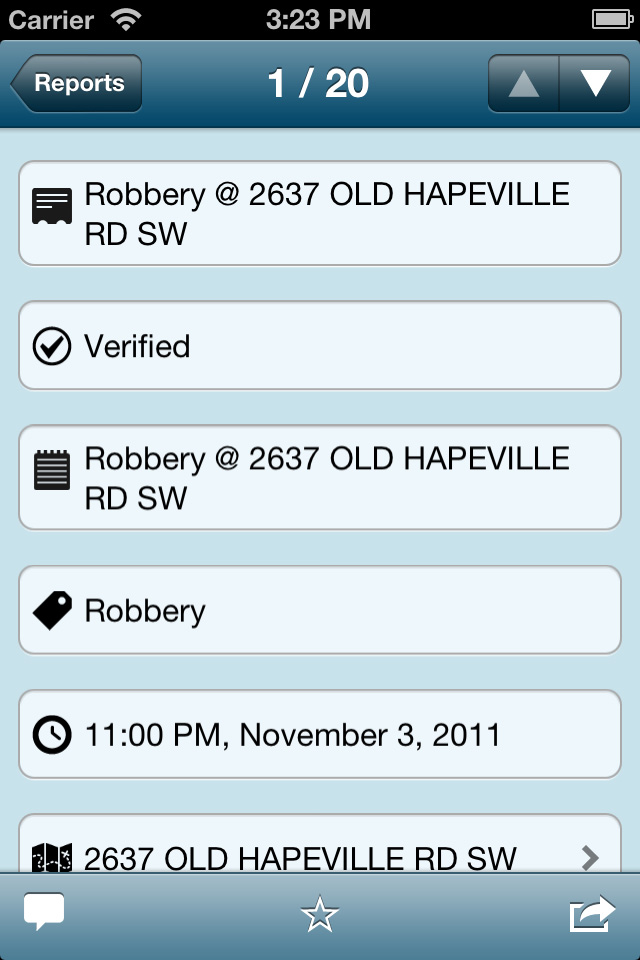 Carrier 3:23 PM
Reports 1 / 20
Robbery @ 2637 OLD HAPEVILLE
RD SW
Verified
Robbery @ 2637 OLD HAPEVILLE
RD SW
Robbery
11:00 PM, November 3, 2011
2637 OLD HAPEVILLE RD SW